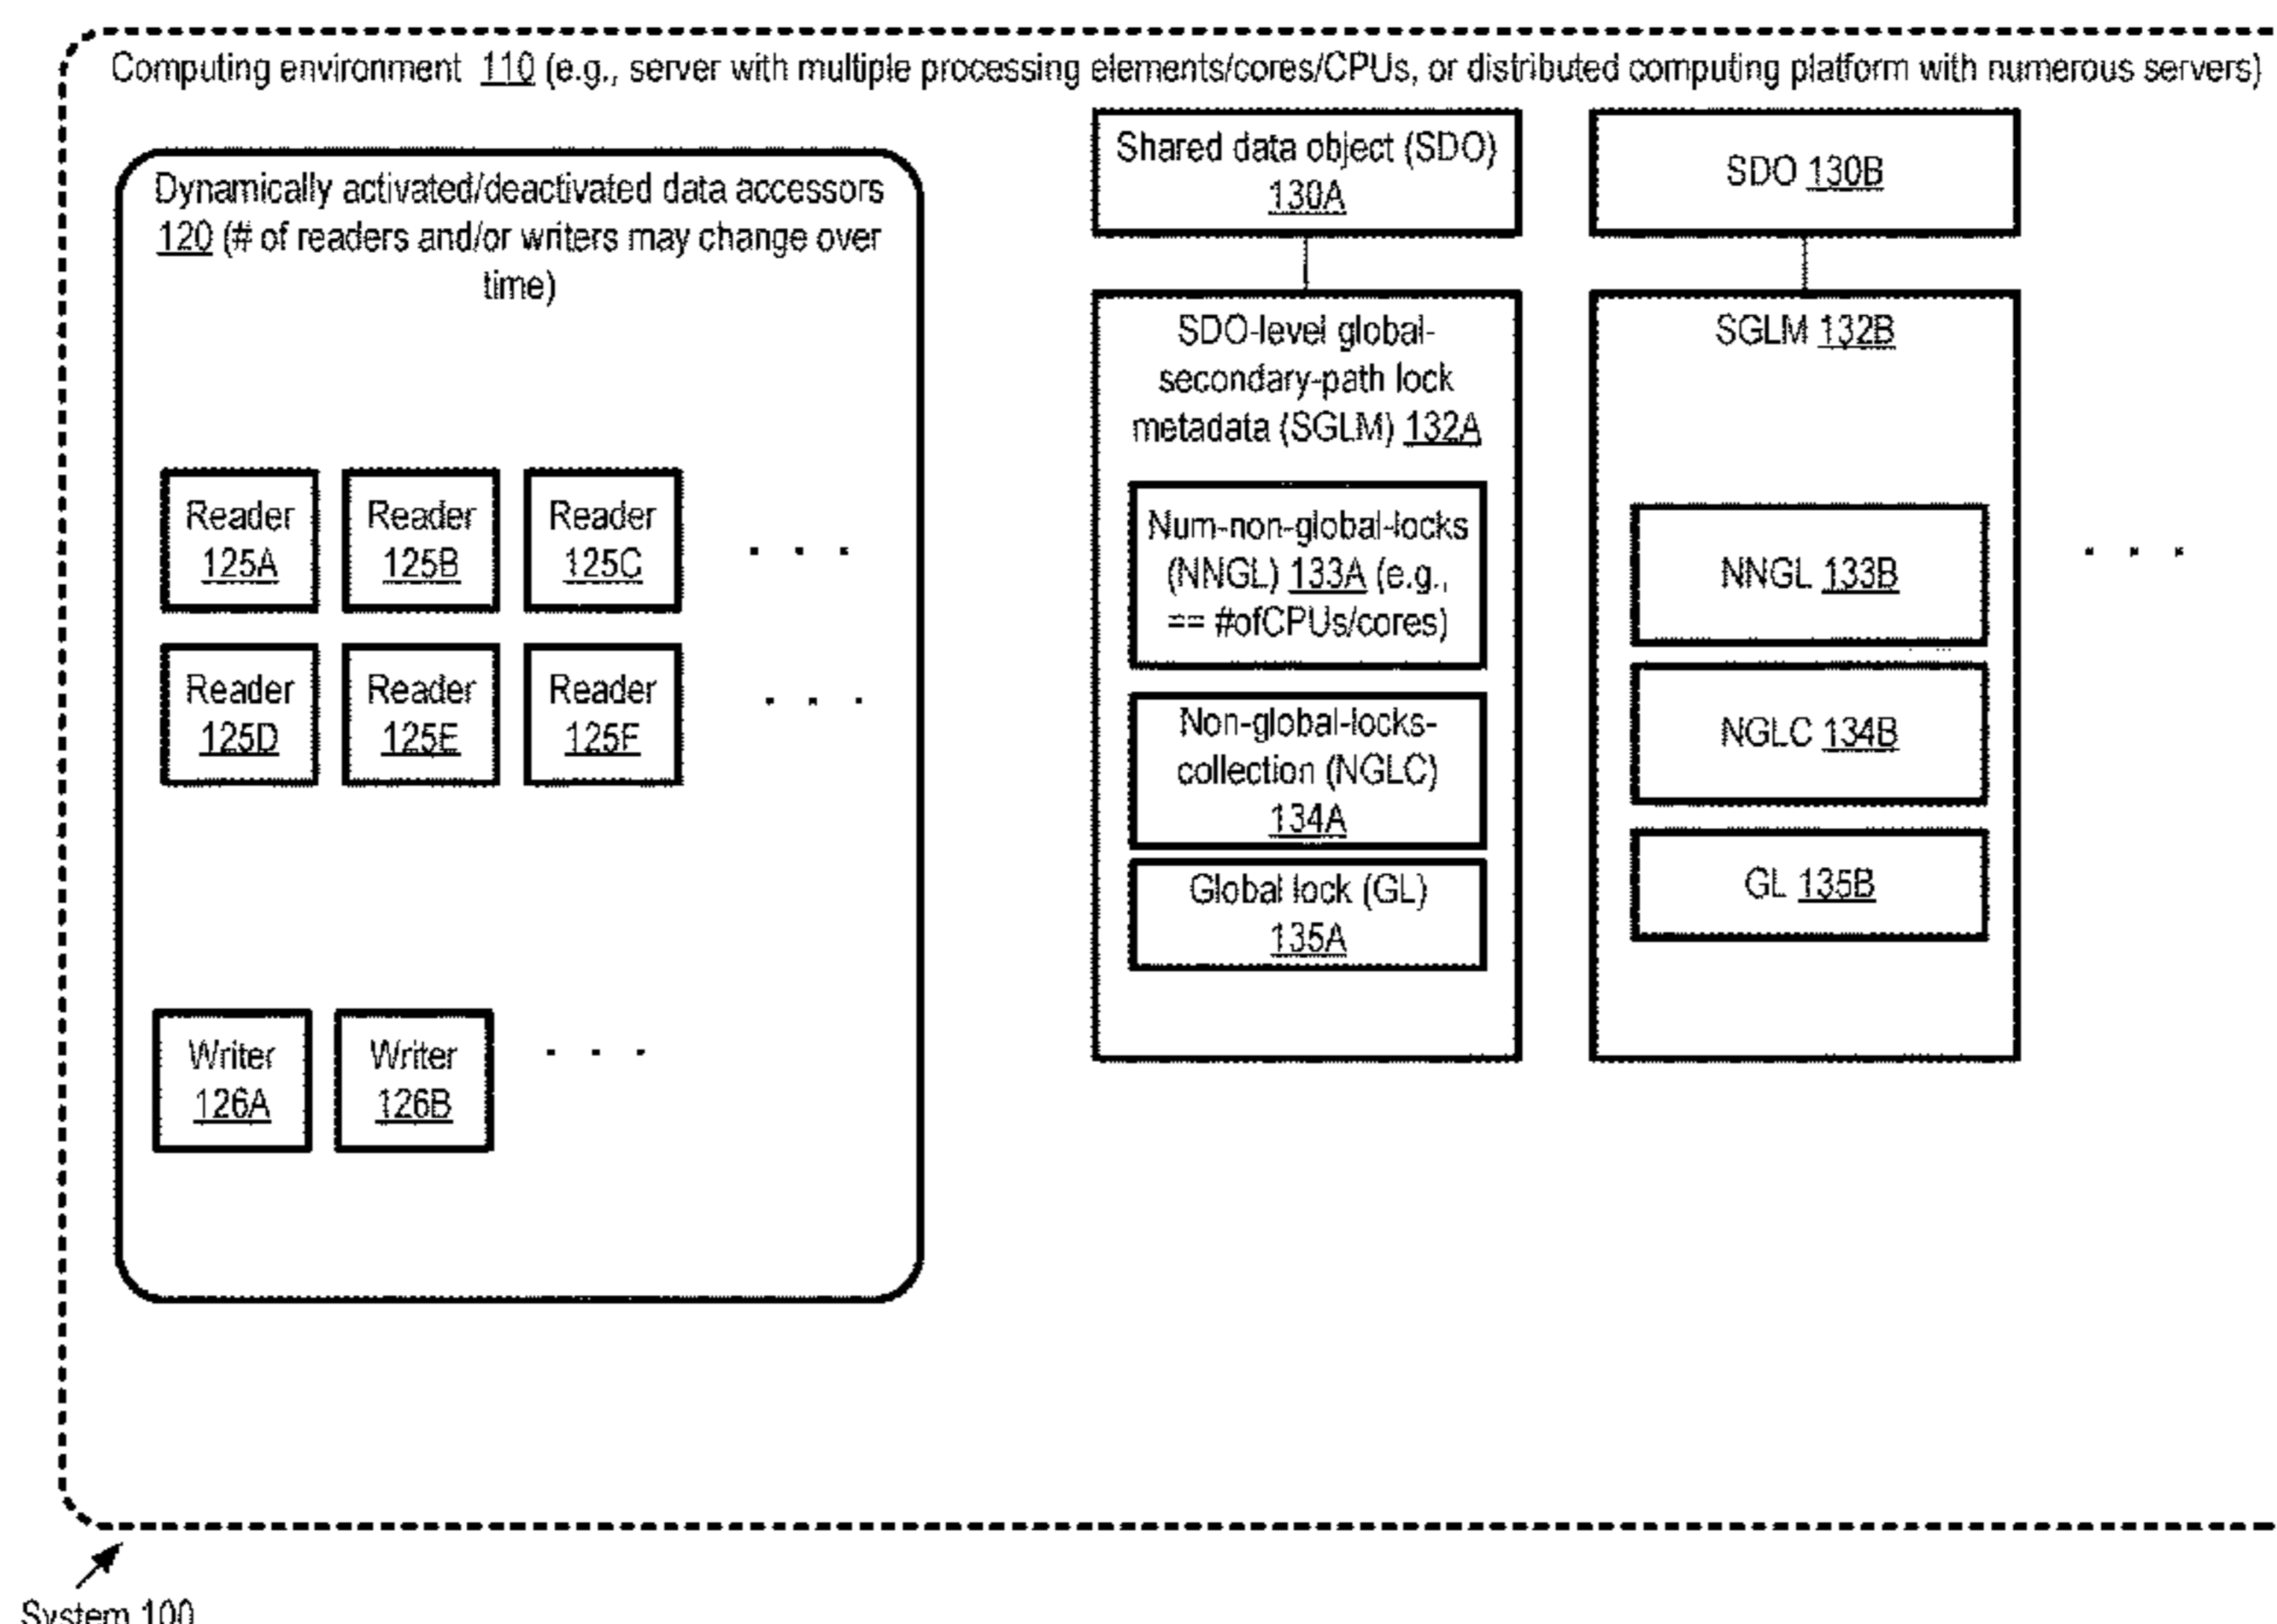 Computing environment 110 (e.g., server with multiple processing elements/cores/CPUs, or distributed computing platform with numerous servers)
Dynamically activated/deactivated data accessors
120 (# of readers and/or writers may change over
time)
Reader
125A
Reader
125B
Reader
125C
. . .
Reader
125D
Reader
125E
Reader
125F
. . .
Writer
126A
Writer
126B
. . .
Shared data object (SDO)
130A
SDO-level global-
secondary-path lock
metadata (SGLM) 132A
Num-non-global-locks
(NNGL) 133A (e.g.,
== #ofCPUs/cores)
Non-global-locks-
collection (NGLC)
134A
Global lock (GL)
135A
SDO 130B
SGLM 132B
NNGL 133B
NGLC 134B
GL 135B
. . .
System 100